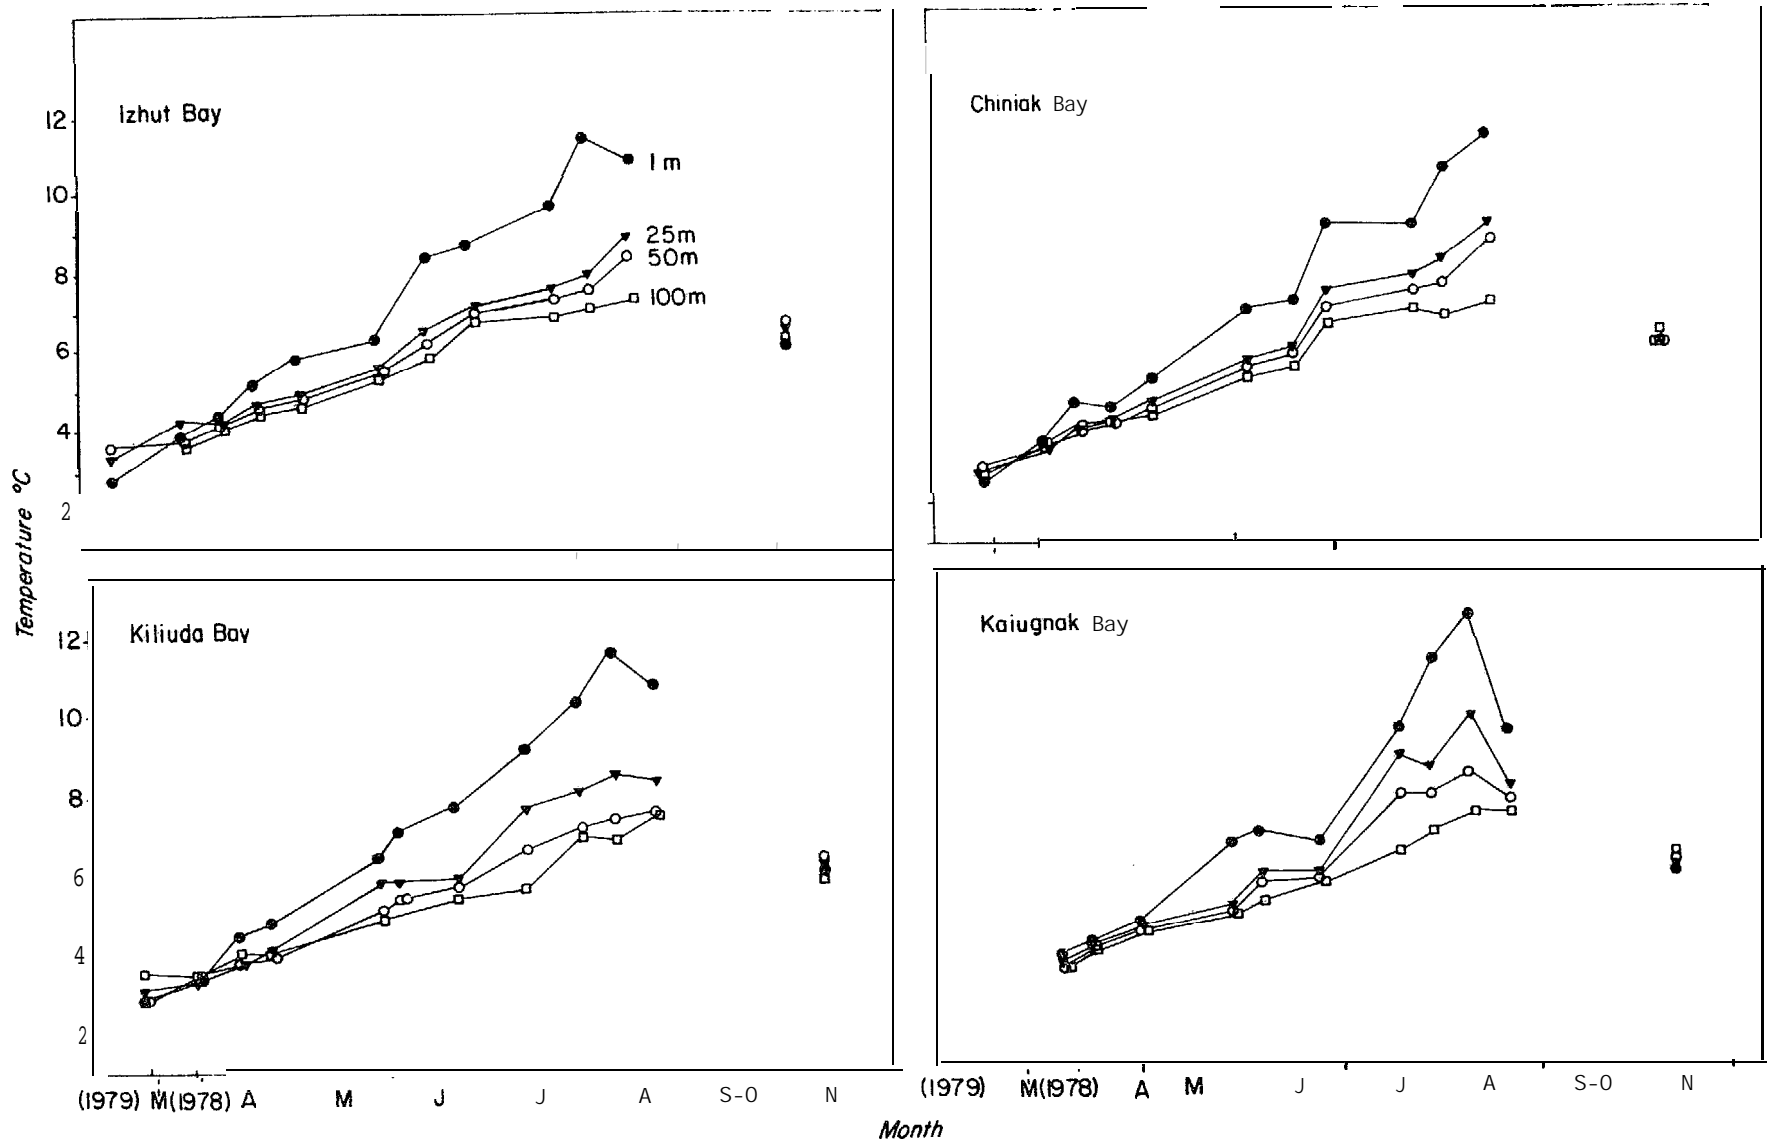 Izhut Bay
12
10
8
6
4
2
1 m
25m
50m
100m
Chiniak Bay
Temperature °C
Kiliuda Bay
12
10
8
6
4
2
Kaiugnak Bay
(1979) M(1978) A M J J A S-O N
(1979) M(1978) A M J J A S-O N
Month